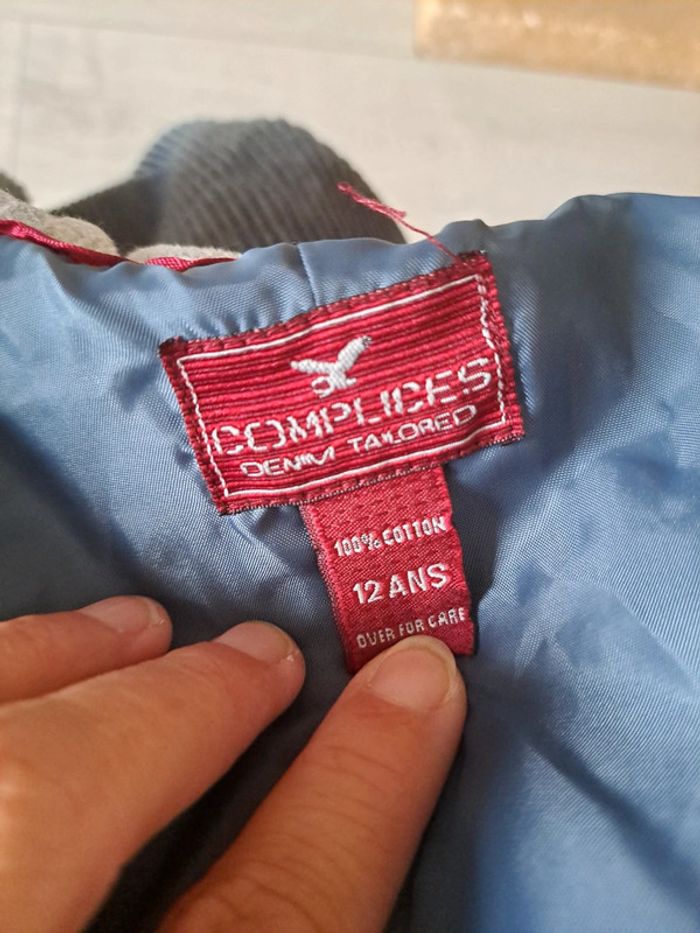 COMPLICES
DENIM TAILORED
100% COTTON
12 ANS
OVER FOR CARE